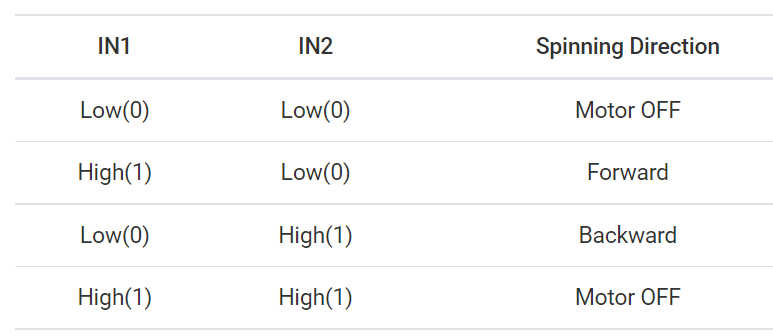 IN1 IN2 Spinning Direction
Low(0) Low(0) Motor OFF
High(1) Low(0) Forward
Low(0) High(1) Backward
High(1) High(1) Motor OFF